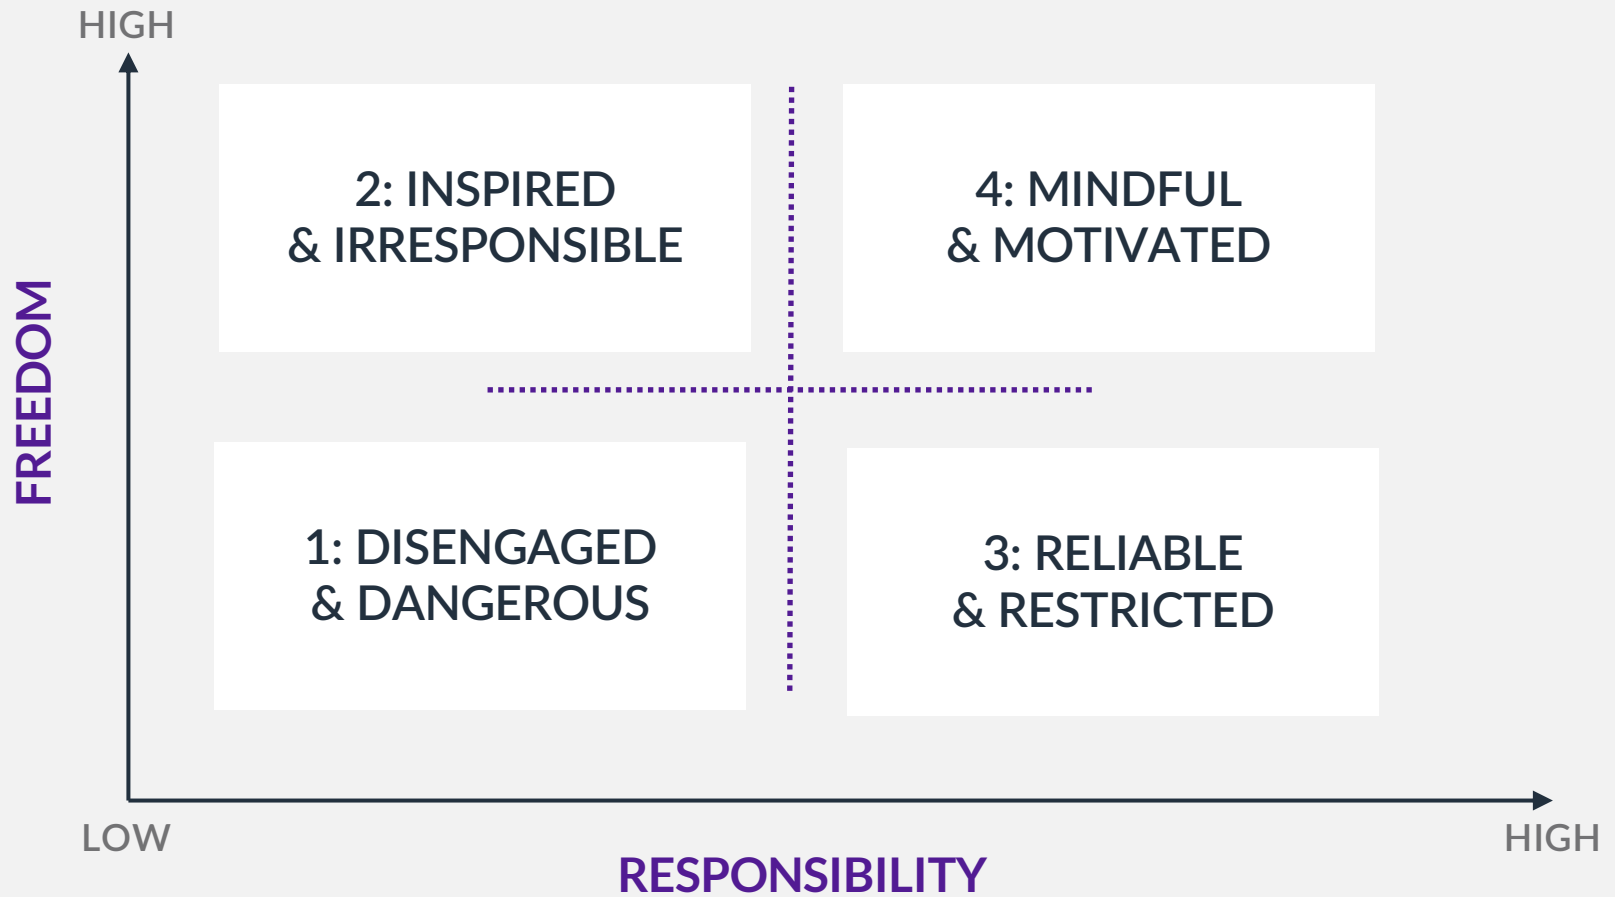 HIGH
2: INSPIRED
& IRRESPONSIBLE
4: MINDFUL
& MOTIVATED
FREEDOM
1: DISENGAGED
& DANGEROUS
3: RELIABLE
& RESTRICTED
LOW
HIGH
RESPONSIBILITY